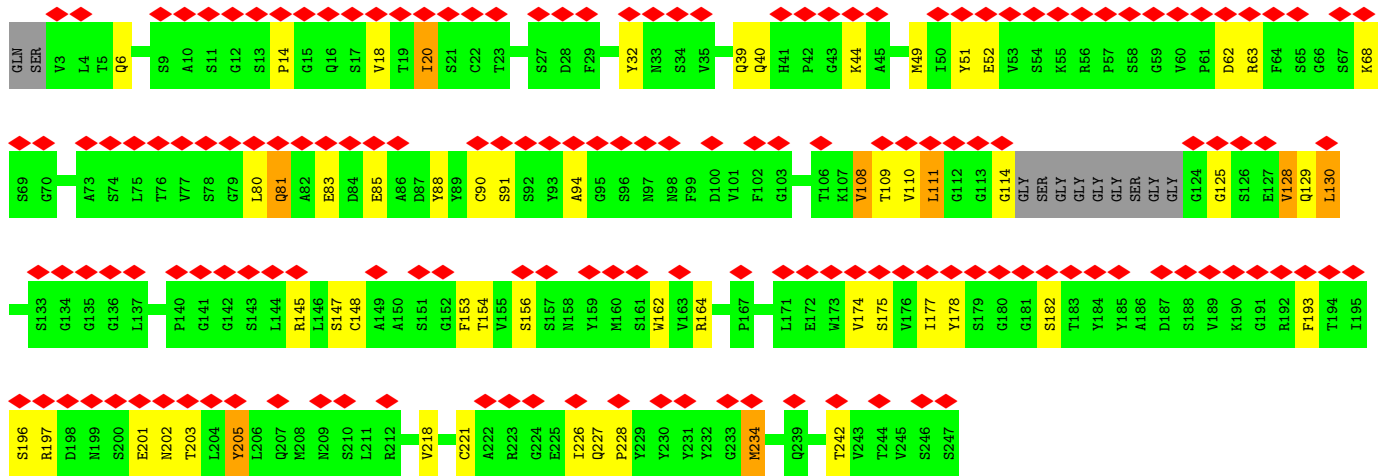 GLN SER V3 L4 T5 Q6 S9 A10 S11 G12 S13 P14 G15 Q16 S17 V18 T19 I20 S21 C22 T23 S27 D28 F29 Y32 N33 S34 V35 Q39 Q40 H41 P42 G43 K44 A45 M49 I50 Y51 E52 V53 S54 K55 R56 P57 S58 G59 V60 P61 D62 R63 F64 S65 G66 S67 K68
S69 G70 A73 S74 L75 T76 V77 S78 G79 L80 Q81 A82 E83 D84 E85 A86 D87 Y88 Y89 C90 S91 S92 Y93 A94 G95 S96 N97 N98 F99 D100 V101 F102 G103 T106 K107 V108 T109 V110 L111 G112 G113 G114 GLY SER GLY GLY GLY GLY SER GLY GLY G124 G125 S126 E127 V128 Q129 L130
S133 G134 G135 G136 L137 P140 G141 G142 S143 L144 R145 L146 S147 C148 A149 A150 S151 G152 F153 T154 V155 S156 S157 N158 Y159 M160 S161 W162 V163 R164 P167 L171 E172 W173 V174 S175 V176 I177 Y178 S179 G180 G181 S182 T183 Y184 Y185 A186 D187 S188 V189 K190 G191 R192 F193 T194 I195
S196 R197 D198 N199 S200 E201 N202 T203 L204 Y205 L206 Q207 M208 N209 S210 L211 R212 V218 C221 A222 R223 G224 E225 I226 Q227 P228 Y229 Y230 Y231 Y232 G233 M234 Q239 T242 V243 T244 V245 S246 S247